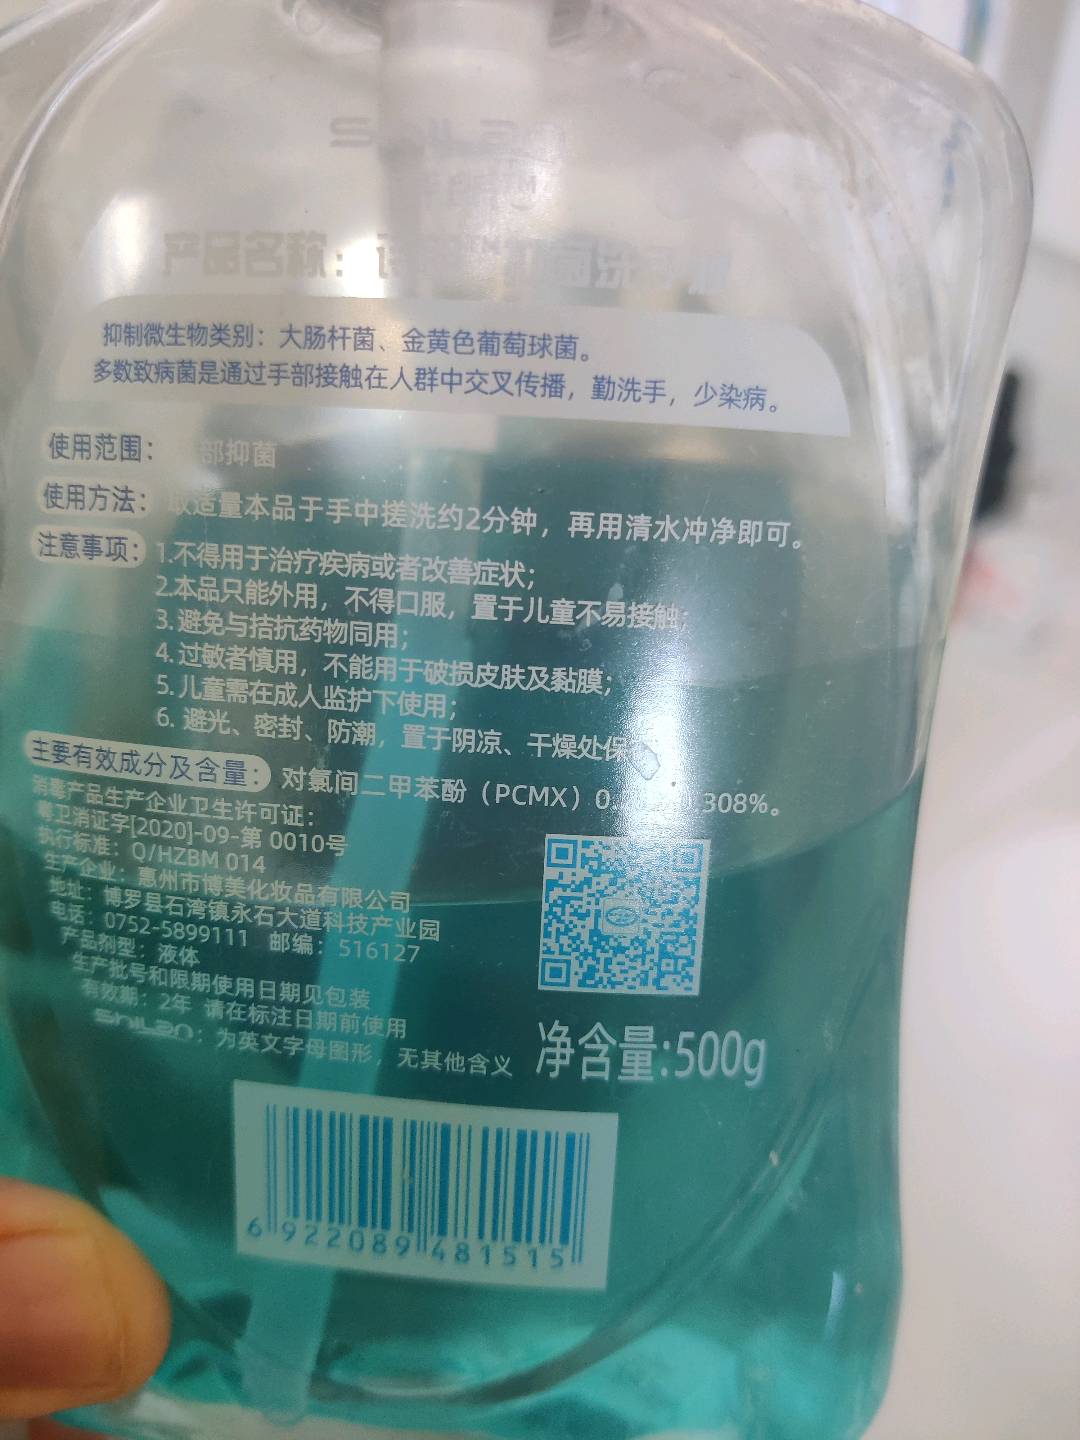 产品名称：
抑制微生物类别：大肠杆菌、金黄色葡萄球菌。
多数致病菌是通过手部接触在人群中交叉传播，勤洗手，少染病。
使用范围： 部抑菌
使用方法：取适量本品于手中搓洗约2分钟，再用清水冲净即可。
注意事项：1.不得用于治疗疾病或者改善症状；
2.本品只能外用，不得口服，置于儿童不易接触；
3.避免与拮抗药物同用；
4.过敏者慎用，不能用于破损皮肤及黏膜；
5.儿童需在成人监护下使用；
6.避光、密封、防潮，置于阴凉、干燥处保
主要有效成分及含量：对氯间二甲苯酚（PCMX）0. 308%。
消毒产品生产企业卫生许可证：
粤卫消证字[2020]-09-第 0010号
执行标准：Q/HZBM 014
生产企业：惠州市博美化妆品有限公司
地址：博罗县石湾镇永石大道科技产业园
电话：0752-5899111 邮编：516127
产品剂型：液体
生产批号和限期使用日期见包装
有效期：2年 请在标注日期前使用
：为英文字母图形，无其他含义
净含量:500g
6922089481515